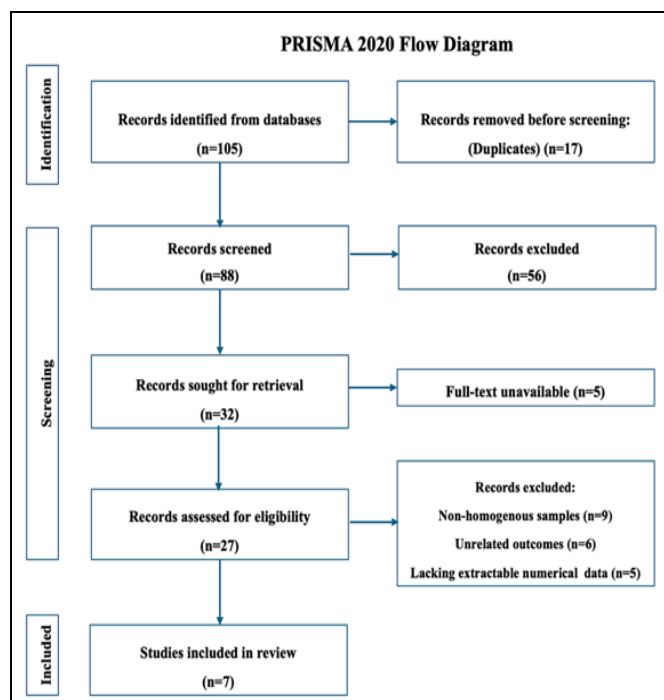 PRISMA 2020 Flow Diagram
Identification
Records identified from databases
(n=105)
Records removed before screening:
(Duplicates) (n=17)
Screening
Records screened
(n=88)
Records excluded
(n=56)
Records sought for retrieval
(n=32)
Full-text unavailable (n=5)
Records assessed for eligibility
(n=27)
Records excluded:
Non-homogenous samples (n=9)
Unrelated outcomes (n=6)
Lacking extractable numerical data (n=5)
Included
Studies included in review
(n=7)